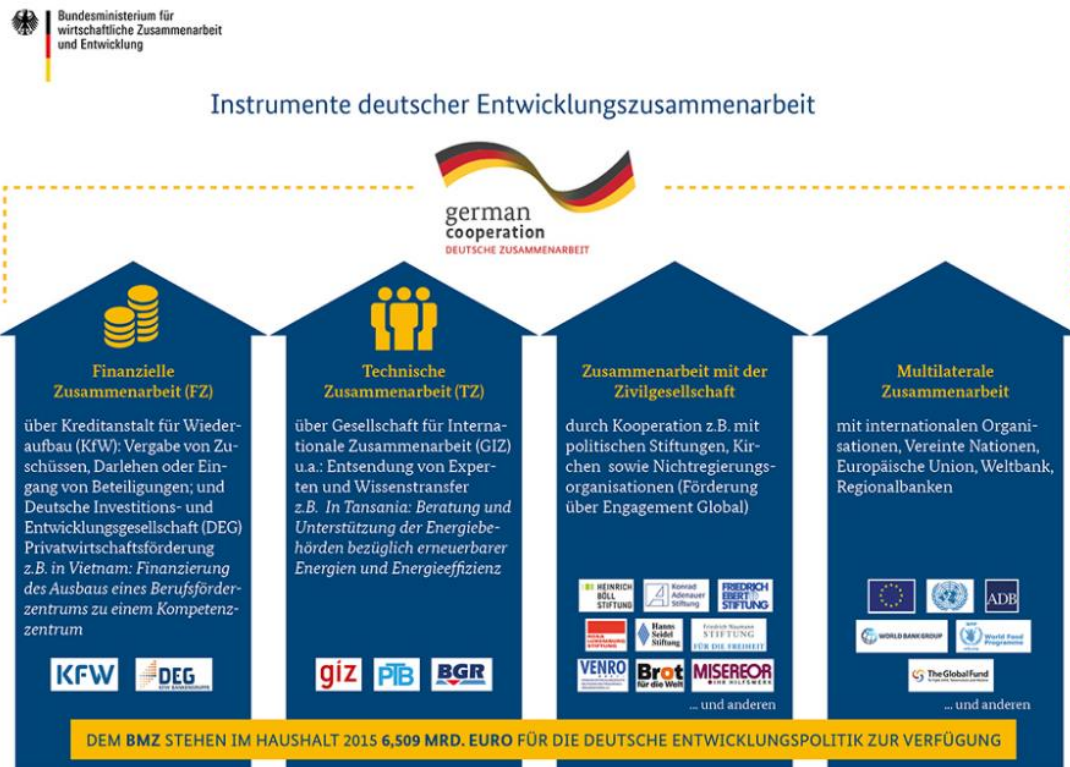 Bundesministerium für
wirtschaftliche Zusammenarbeit
und Entwicklung
Instrumente deutscher Entwicklungszusammenarbeit
german
cooperation
DEUTSCHE ZUSAMMENARBEIT
Finanzielle
Zusammenarbeit (FZ)
über Kreditanstalt für Wieder-
aufbau (KfW): Vergabe von Zu-
schüssen, Darlehen oder Ein-
gang von Beteiligungen; und
Deutsche Investitions- und
Entwicklungsgesellschaft (DEG)
Privatwirtschaftsförderung
z.B. in Vietnam: Finanzierung
des Ausbaus eines Berufsförder-
zentrums zu einem Kompetenz-
zentrum
KFW
DEG
KFW BANKENGRUPPE
Technische
Zusammenarbeit (TZ)
über Gesellschaft für Interna-
tionale Zusammenarbeit (GIZ)
u.a.: Entsendung von Exper-
ten und Wissenstransfer
z.B. In Tansania: Beratung und
Unterstützung der Energiebe-
hörden bezüglich erneuerbarer
Energien und Energieeffizienz
giz
PTB
BGR
Zusammenarbeit mit der
Zivilgesellschaft
durch Kooperation z.B. mit
politischen Stiftungen, Kir-
chen sowie Nichtregierungs-
organisationen (Förderung
über Engagement Global)
HEINRICH
BÖLL
STIFTUNG
Konrad
Adenauer
Stiftung
FRIEDRICH
EBERT
STIFTUNG
ROSA
LUXEMBURG
STIFTUNG
Hanns
Seidel
Stiftung
Friedrich Naumann
STIFTUNG
FÜR DIE FREIHEIT
VENRO
Brot
für die Welt
MISEREOR
IHR HILFSWERK
... und anderen
Multilaterale
Zusammenarbeit
mit internationalen Organi-
sationen, Vereinte Nationen,
Europäische Union, Weltbank,
Regionalbanken
ADB
WORLD BANK GROUP
WFP
World Food
Programme
The Global Fund
... und anderen
DEM BMZ STEHEN IM HAUSHALT 2015 6,509 MRD. EURO FÜR DIE DEUTSCHE ENTWICKLUNGSPOLITIK ZUR VERFÜGUNG